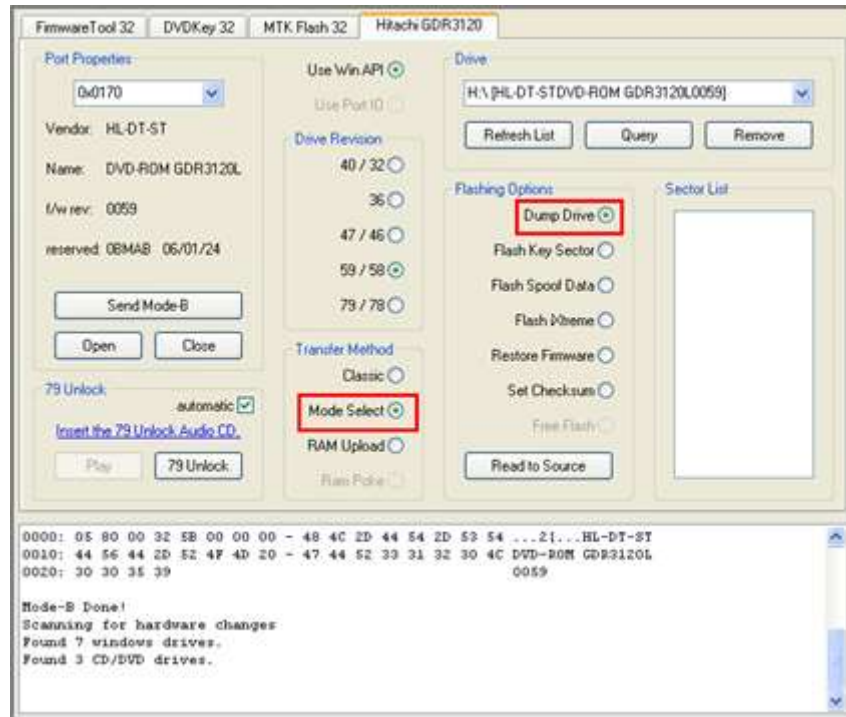 FirmwareTool 32 DVDKey 32 MTK Flash 32 Hitachi GDR3120
Port Properties
0x0170
Vendor: HL-DT-ST
Name: DVD-ROM GDR3120L
f/w rev: 0059
reserved: 0BMAB 06/01/24
Send Mode-B
Open Close
79 Unlock
automatic
Insert the 79 Unlock Audio CD.
Play 79 Unlock
Use Win API
Use Port IO
Drive Revision
40 / 32
36
47 / 46
59 / 58
79 / 78
Transfer Method
Classic
Mode Select
RAM Upload
Ram Poke
Drive
H:\ [HL-DT-STDVD-ROM GDR3120L0059]
Refresh List Query Remove
Flashing Options
Dump Drive
Flash Key Sector
Flash Spoof Data
Flash Xtreme
Restore Firmware
Set Checksum
Free Flash
Read to Source
Sector List
0000: 05 80 00 32 5B 00 00 00 - 48 4C 2D 44 54 2D 53 54 ...2[...HL-DT-ST
0010: 44 56 44 2D 52 4F 4D 20 - 47 44 52 33 31 32 30 4C DVD-ROM GDR3120L
0020: 30 30 35 39 0059
Mode-B Done!
Scanning for hardware changes
Found 7 windows drives.
Found 3 CD/DVD drives.